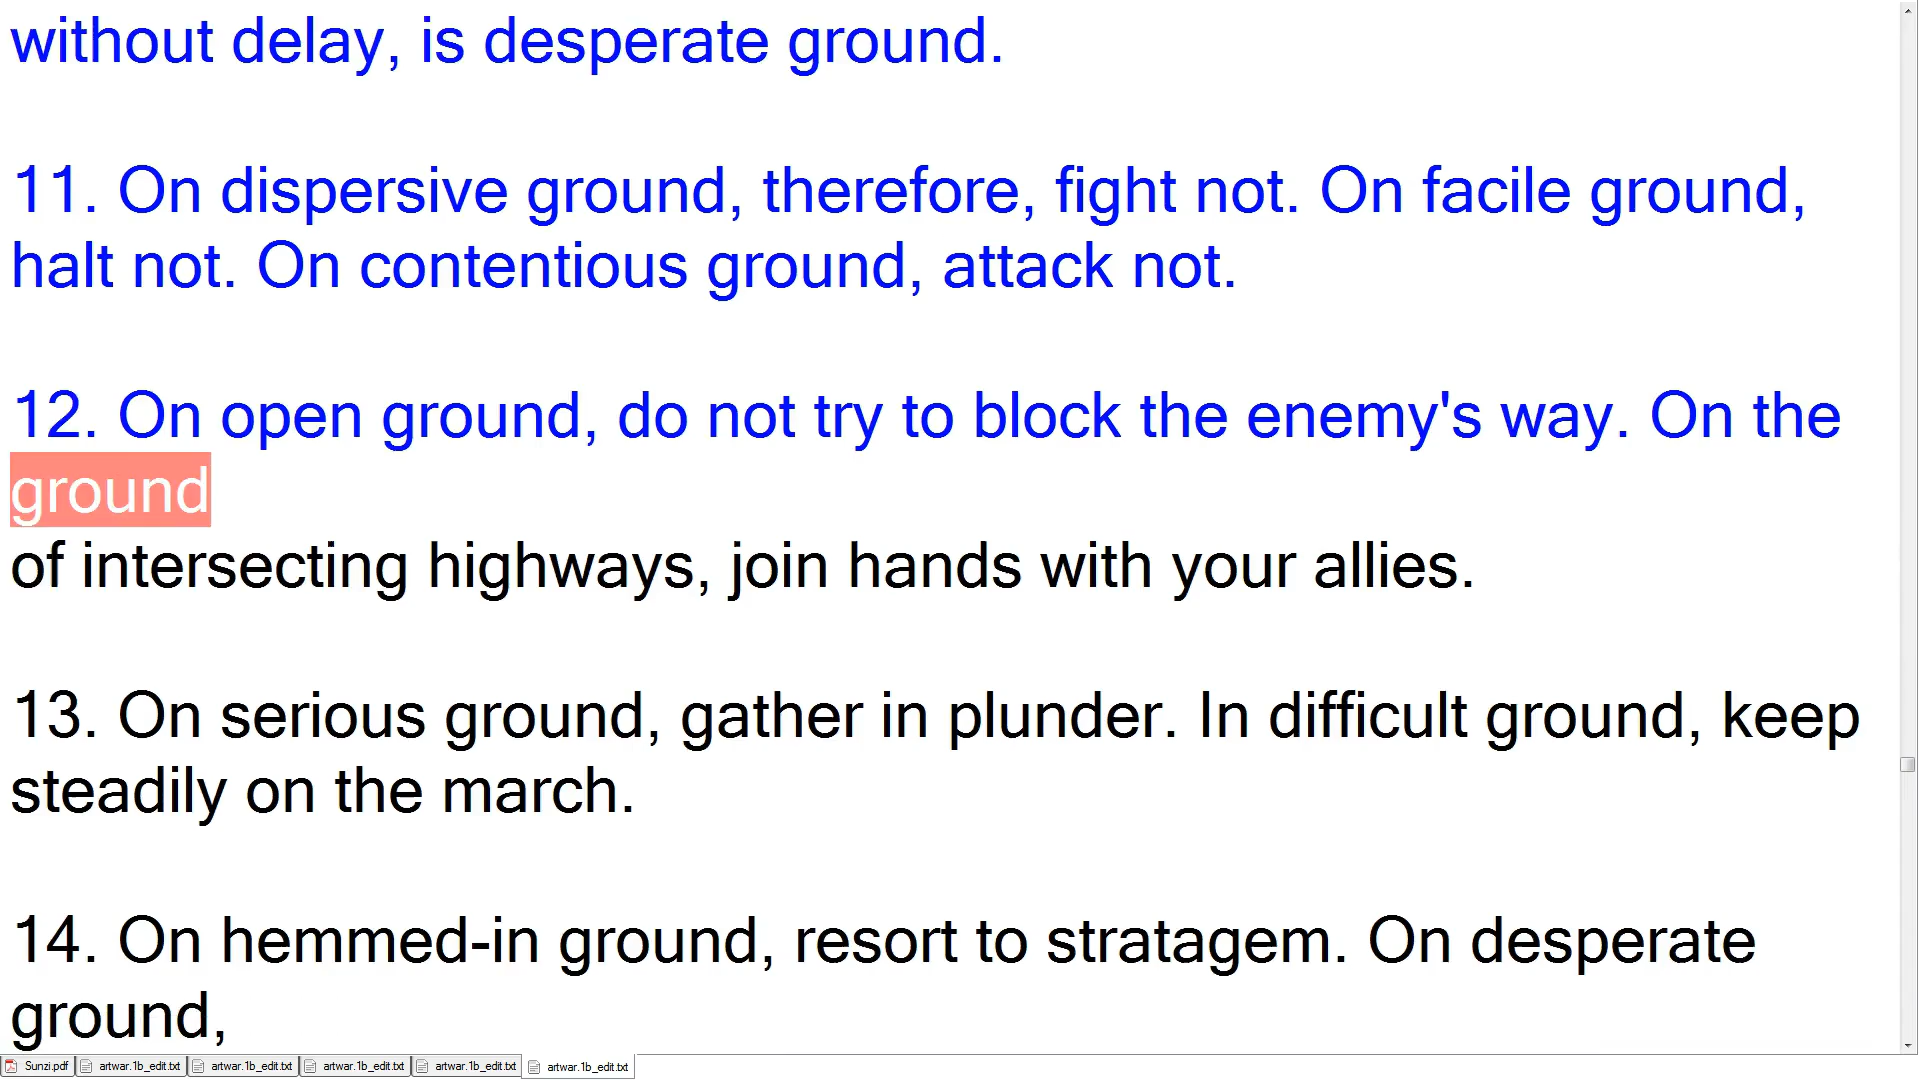 without delay, is desperate ground.
11. On dispersive ground, therefore, fight not. On facile ground,
halt not. On contentious ground, attack not.
12. On open ground, do not try to block the enemy's way. On the
ground
of intersecting highways, join hands with your allies.
13. On serious ground, gather in plunder. In difficult ground, keep
steadily on the march.
14. On hemmed-in ground, resort to stratagem. On desperate
ground,
Sunzi.pdf artwar.1b_edit.txt artwar.1b_edit.txt artwar.1b_edit.txt artwar.1b_edit.txt artwar.1b_edit.txt